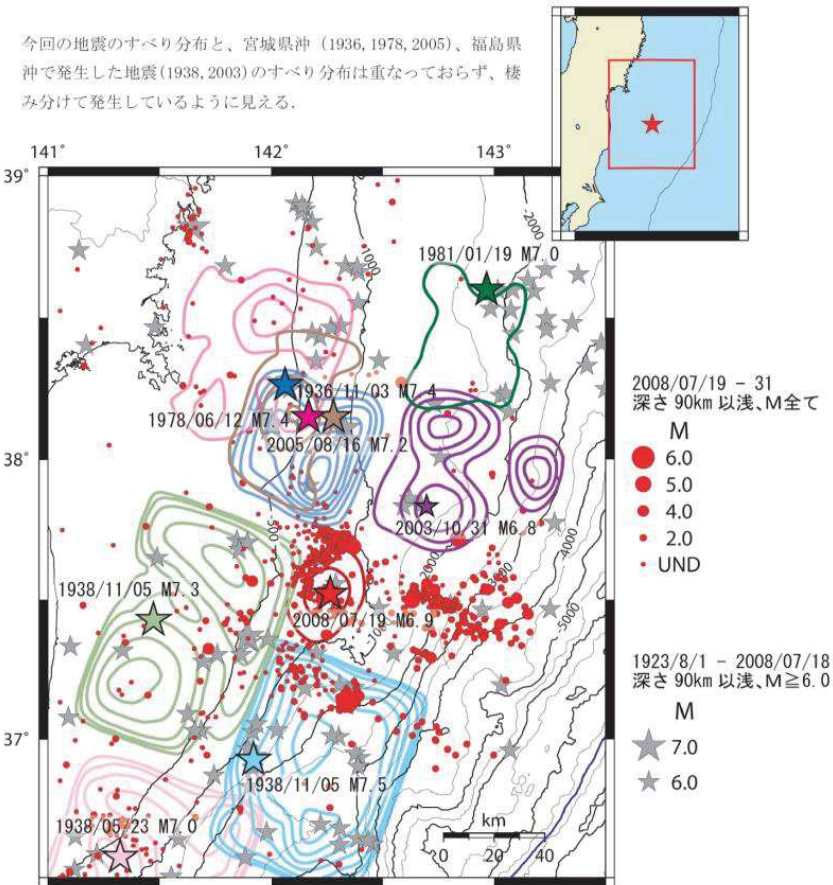 今回の地震のすべり分布と、宮城県沖（1936, 1978, 2005）、福島県
沖で発生した地震(1938, 2003)のすべり分布は重なっておらず、棲
み分けて発生しているように見える.
141°
142°
143°
39°
38°
37°
-2000
-1000
1981/01/19 M7.0
1936/11/03 M7.4
1978/06/12 M7.4
2005/08/16 M7.2
2003/10/31 M6.8
-500
-4000
-3000
-5000
1938/11/05 M7.3
2008/07/19 M6.9
1938/11/05 M7.5
1938/05/23 M7.0
km
0 20 40
2008/07/19 - 31
深さ 90km 以浅、M全て
M
6.0
5.0
4.0
2.0
UND
1923/8/1 - 2008/07/18
深さ 90km 以浅、M≧6.0
M
7.0
6.0